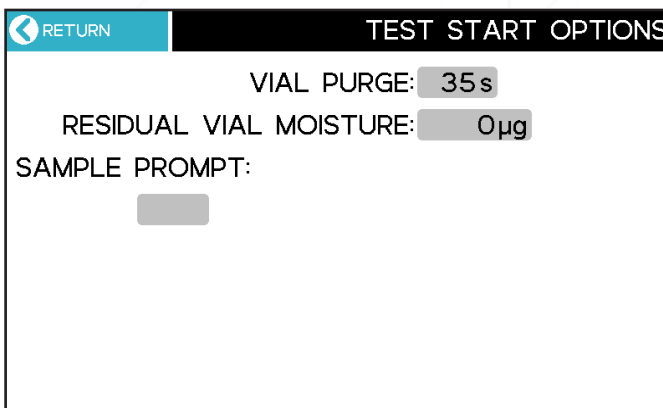 RETURN
TEST START OPTIONS
VIAL PURGE: 35s
RESIDUAL VIAL MOISTURE: 0µg
SAMPLE PROMPT: